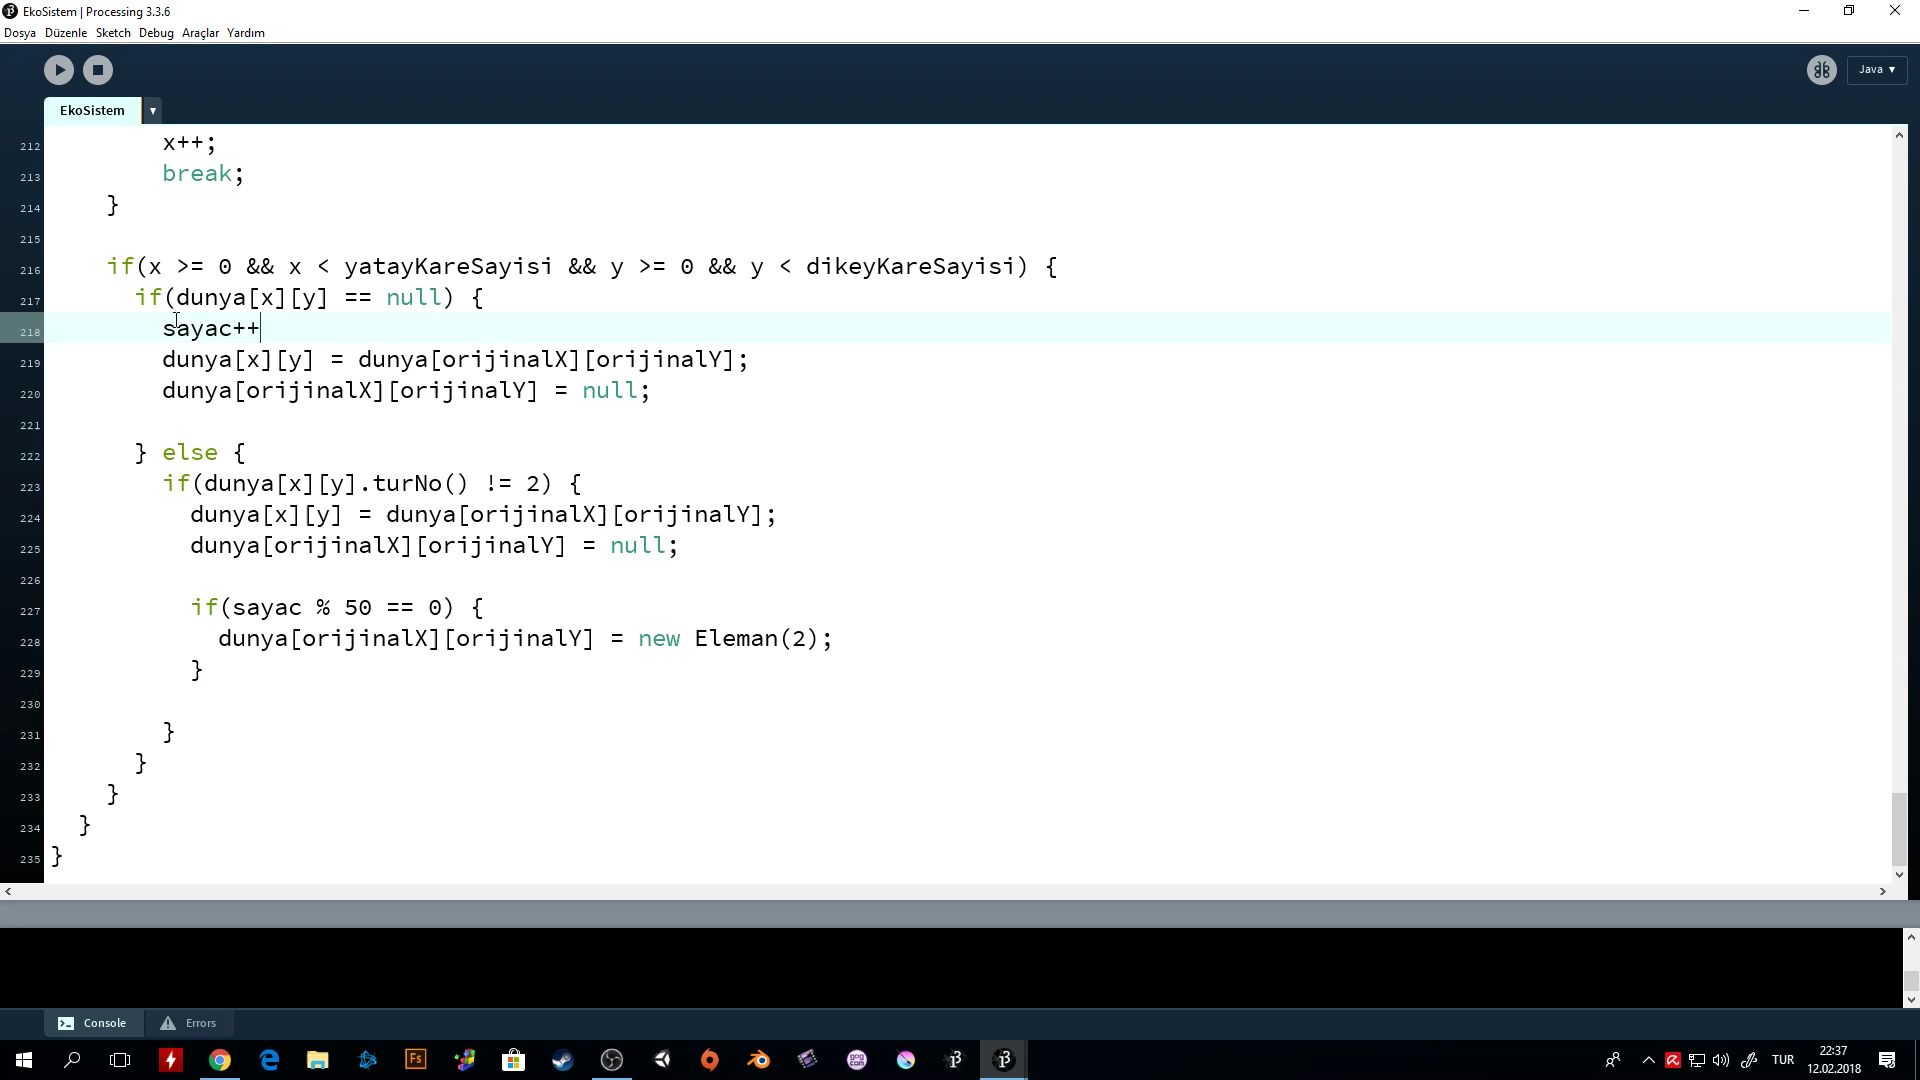 EkoSistem | Processing 3.3.6
Dosya Düzenle Sketch Debug Araçlar Yardım
Java ▼
EkoSistem ▼
212 x++;
213 break;
214 }
215
216 if(x >= 0 && x < yatayKareSayisi && y >= 0 && y < dikeyKareSayisi) {
217 if(dunya[x][y] == null) {
218 sayac++
219 dunya[x][y] = dunya[orijinalX][orijinalY];
220 dunya[orijinalX][orijinalY] = null;
221
222 } else {
223 if(dunya[x][y].turNo() != 2) {
224 dunya[x][y] = dunya[orijinalX][orijinalY];
225 dunya[orijinalX][orijinalY] = null;
226
227 if(sayac % 50 == 0) {
228 dunya[orijinalX][orijinalY] = new Eleman(2);
229 }
230
231 }
232 }
233 }
234 }
235 }
Console Errors
Fs
TUR
22:37
12.02.2018